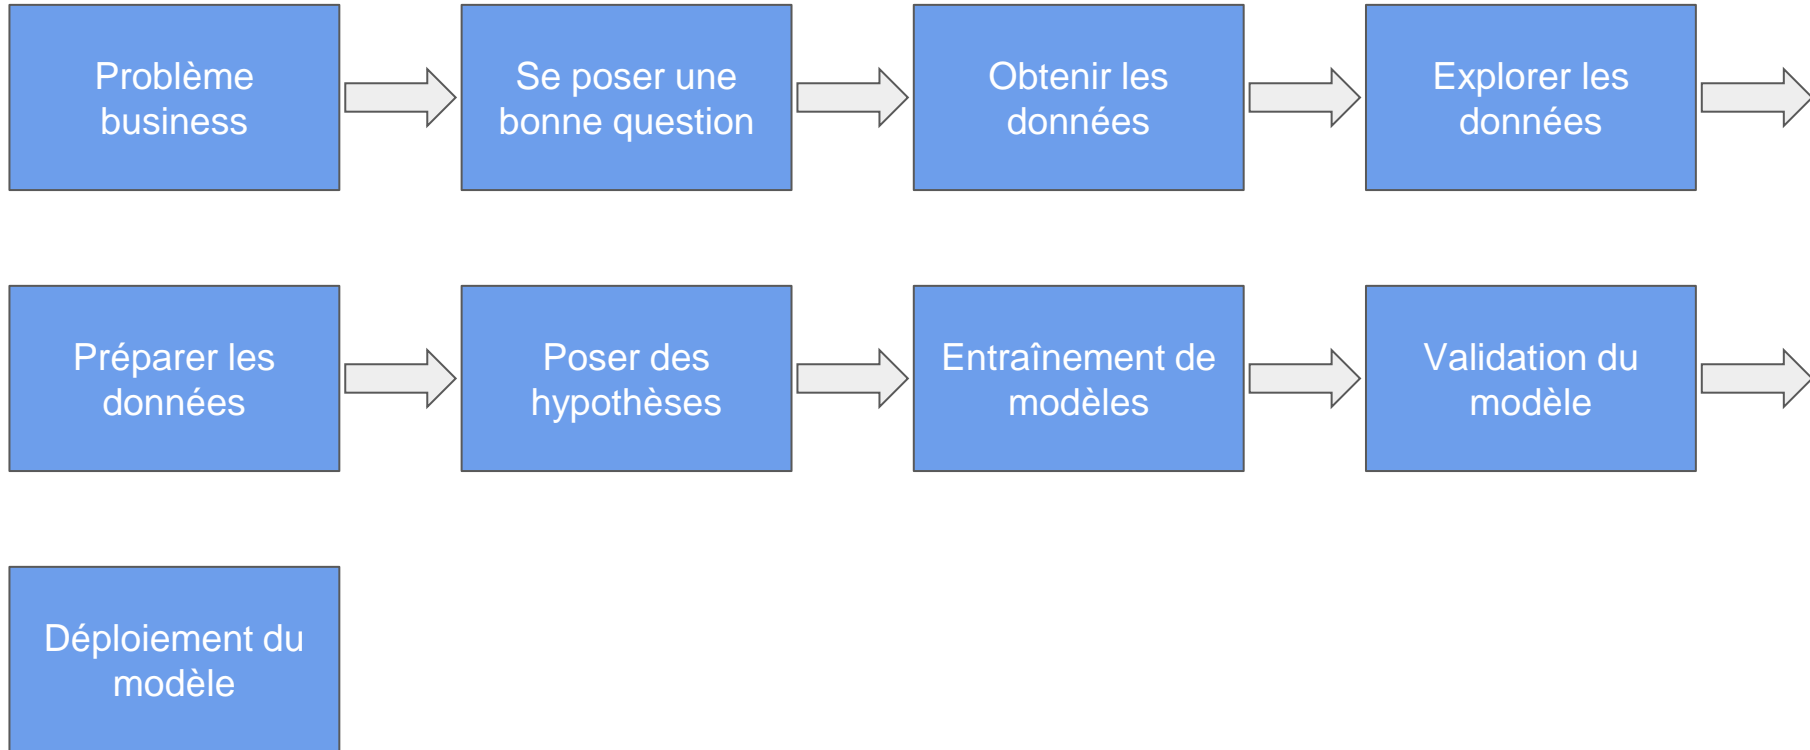 Problème
business
Se poser une
bonne question
Obtenir les
données
Explorer les
données
Préparer les
données
Poser des
hypothèses
Entraînement de
modèles
Validation du
modèle
Déploiement du
modèle